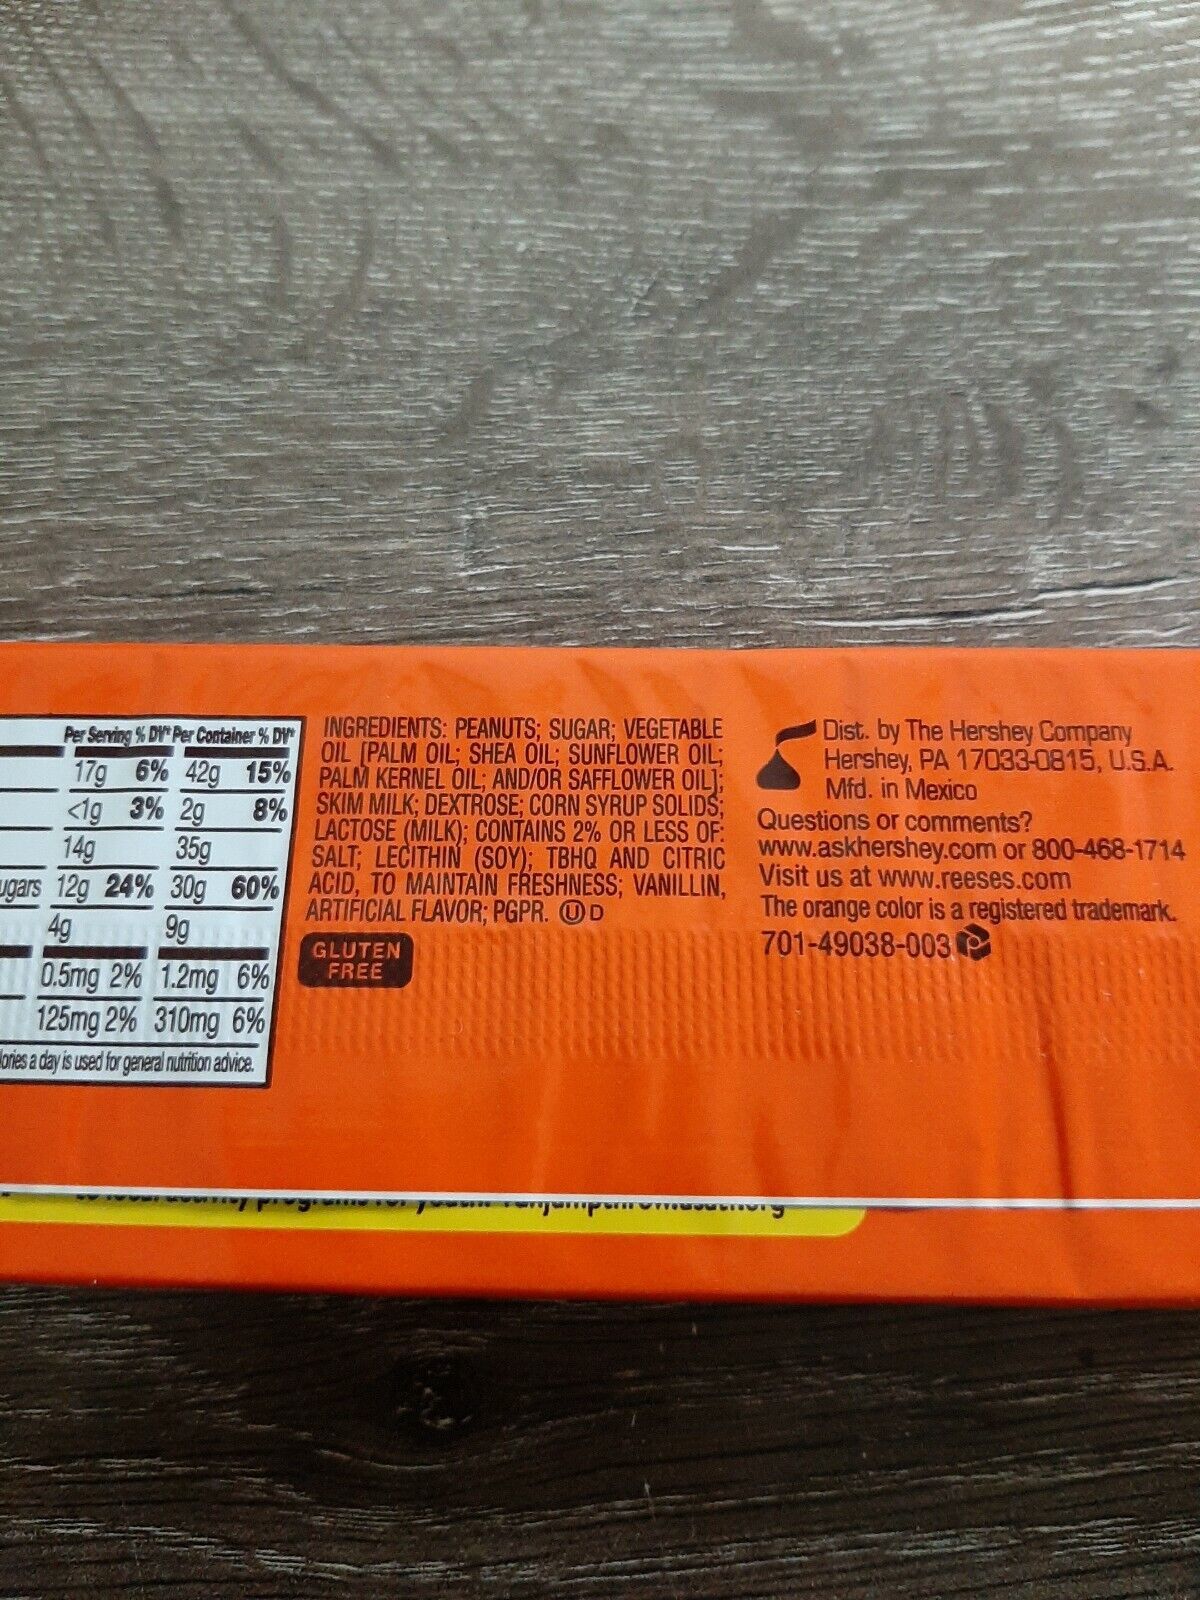 Per Serving % DV* Per Container % DV*
17g 6% 42g 15%
<1g 3% 2g 8%
14g 35g
ugars 12g 24% 30g 60%
4g 9g
0.5mg 2% 1.2mg 6%
125mg 2% 310mg 6%
lories a day is used for general nutrition advice.
INGREDIENTS: PEANUTS; SUGAR; VEGETABLE
OIL [PALM OIL; SHEA OIL; SUNFLOWER OIL;
PALM KERNEL OIL; AND/OR SAFFLOWER OIL];
SKIM MILK; DEXTROSE; CORN SYRUP SOLIDS;
LACTOSE (MILK); CONTAINS 2% OR LESS OF:
SALT; LECITHIN (SOY); TBHQ AND CITRIC
ACID, TO MAINTAIN FRESHNESS; VANILLIN,
ARTIFICIAL FLAVOR; PGPR. Ⓤ D
GLUTEN
FREE
Dist. by The Hershey Company
Hershey, PA 17033-0815, U.S.A.
Mfd. in Mexico
Questions or comments?
www.askhershey.com or 800-468-1714
Visit us at www.reeses.com
The orange color is a registered trademark.
701-49038-003
to local activity programs for youth.